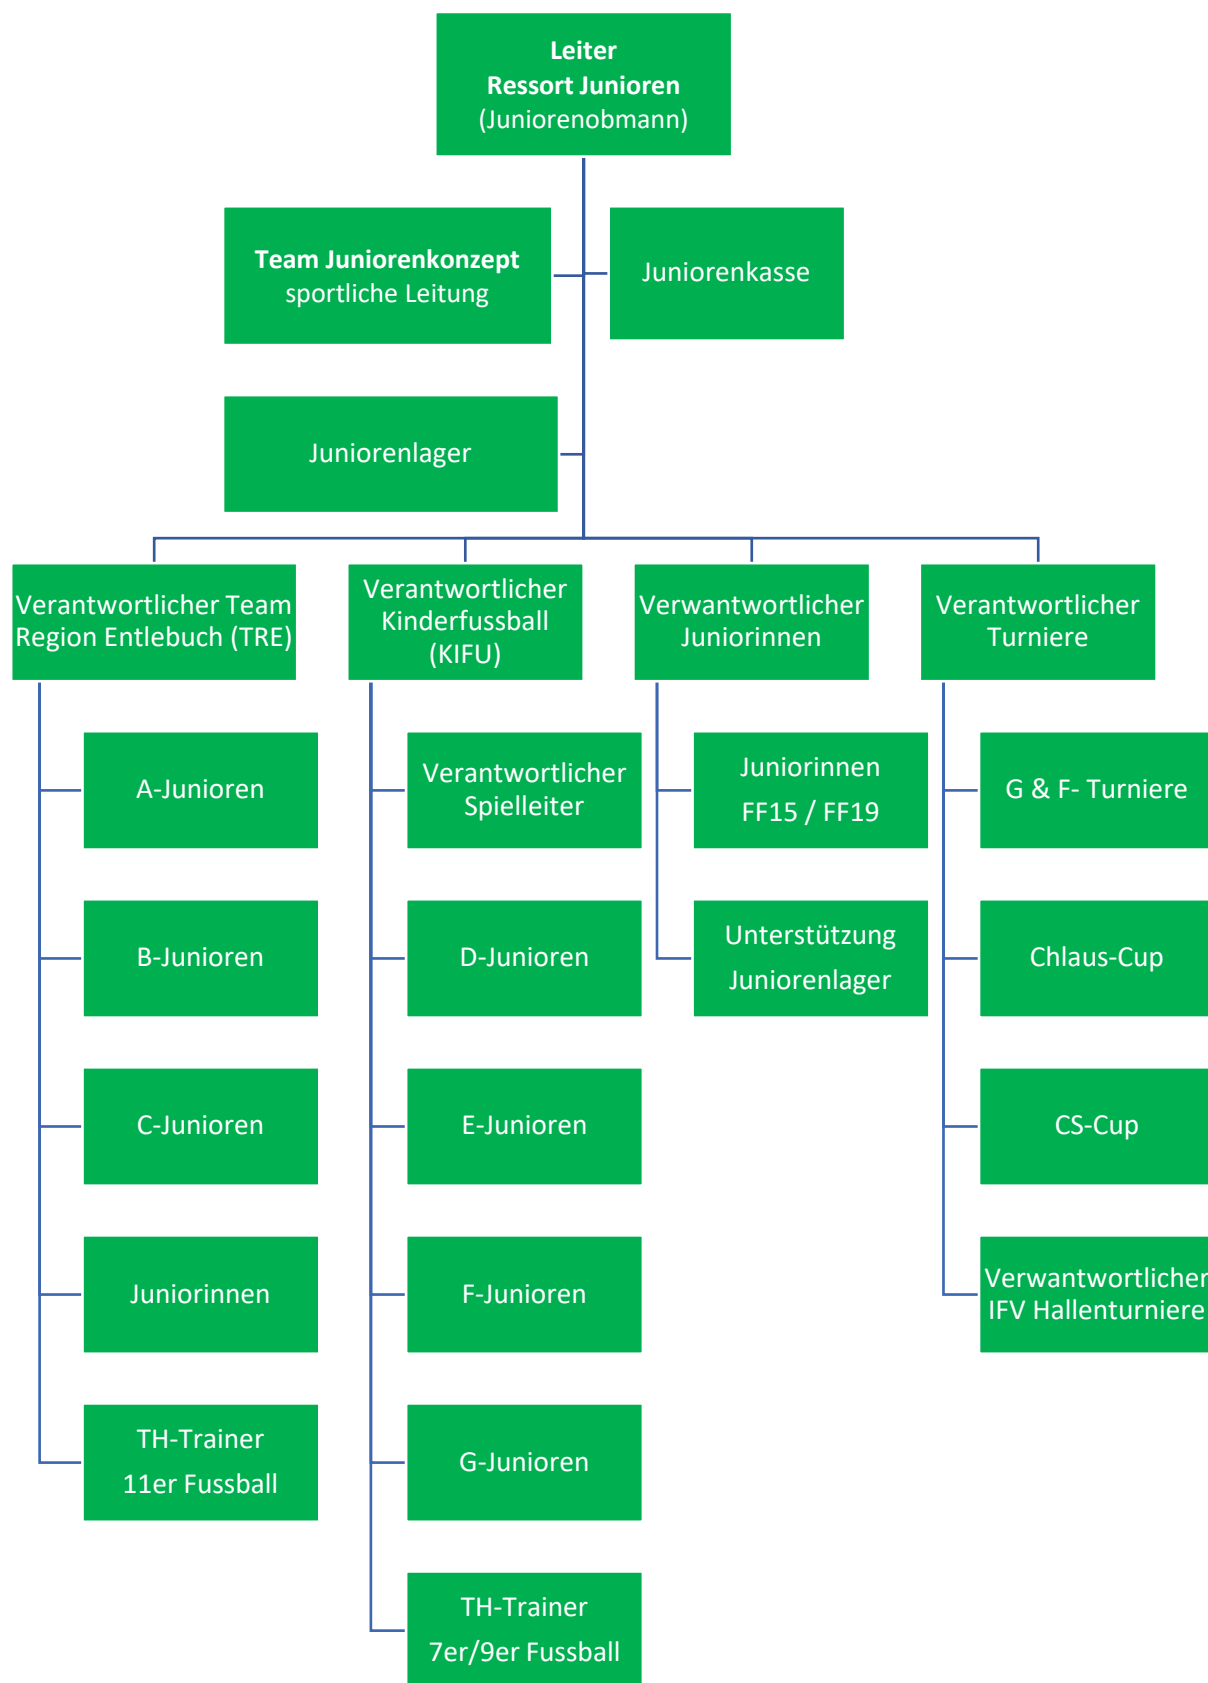 Leiter
Ressort Junioren
(Juniorenobmann)
Team Juniorenkonzept
sportliche Leitung
Juniorenkasse
Juniorenlager
Verantwortlicher Team
Region Entlebuch (TRE)
A-Junioren
B-Junioren
C-Junioren
Juniorinnen
TH-Trainer
11er Fussball
Verantwortlicher
Kinderfussball
(KIFU)
Verantwortlicher
Spielleiter
D-Junioren
E-Junioren
F-Junioren
G-Junioren
TH-Trainer
7er/9er Fussball
Verwantwortlicher
Juniorinnen
Juniorinnen
FF15 / FF19
Unterstützung
Juniorenlager
Verantwortlicher
Turniere
G & F- Turniere
Chlaus-Cup
CS-Cup
Verwantwortlicher
IFV Hallenturniere